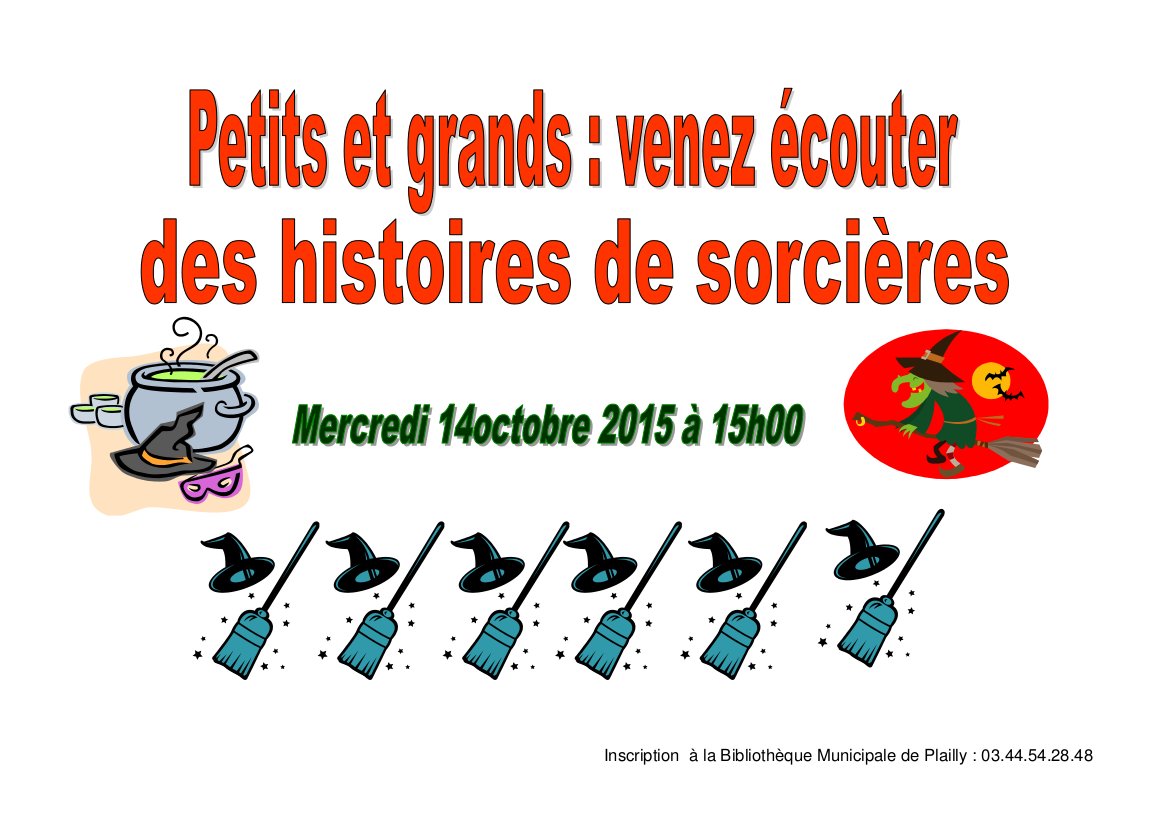 Petits et grands : venez écouter
des histoires de sorcières
Mercredi 14octobre 2015 à 15h00
Inscription à la Bibliothèque Municipale de Plailly : 03.44.54.28.48